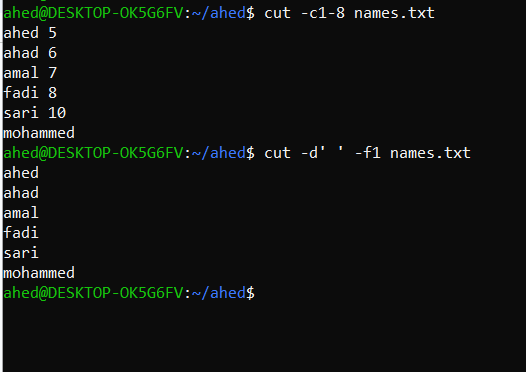 ahed@DESKTOP-OK5G6FV:~/ahed$ cut -c1-8 names.txt
ahed 5
ahad 6
amal 7
fadi 8
sari 10
mohammed
ahed@DESKTOP-OK5G6FV:~/ahed$ cut -d' ' -f1 names.txt
ahed
ahad
amal
fadi
sari
mohammed
ahed@DESKTOP-OK5G6FV:~/ahed$